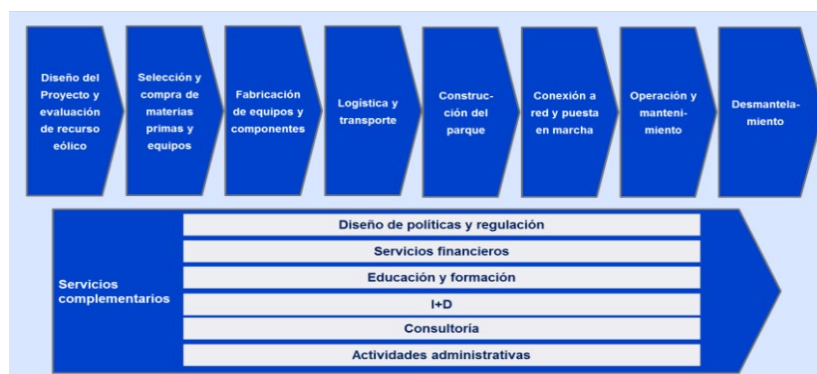 Diseño del
Proyecto y
evaluación
de recurso
eólico
Selección y
compra de
materias
primas y
equipos
Fabricación
de equipos y
componentes
Logística y
transporte
Construc-
ción del
parque
Conexión a
red y puesta
en marcha
Operación y
manteni-
miento
Desmantela-
miento
Servicios
complementarios
Diseño de políticas y regulación
Servicios financieros
Educación y formación
I+D
Consultoría
Actividades administrativas